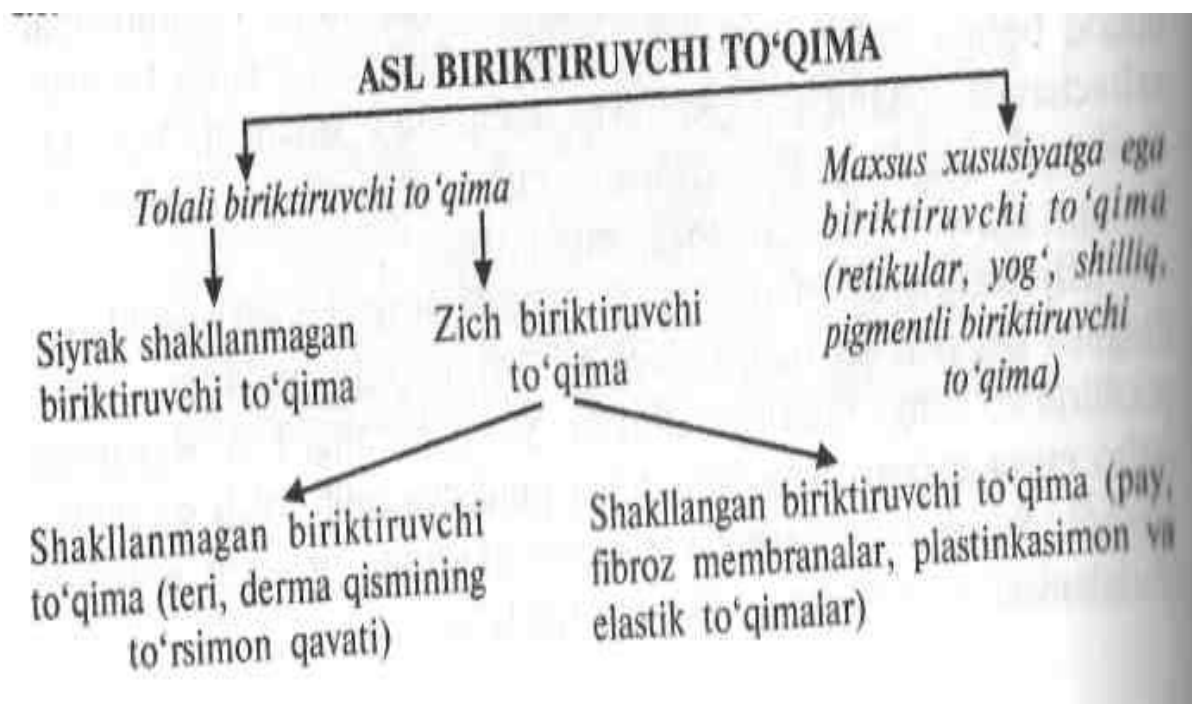 ASL BIRIKTIRUVCHI TO‘QIMA
Tolali biriktiruvchi to‘qima
Maxsus xususiyatga ega
biriktiruvchi to‘qima
(retikular, yog‘, shilliq,
pigmentli biriktiruvchi
to‘qima)
Siyrak shakllanmagan
biriktiruvchi to‘qima
Zich biriktiruvchi
to‘qima
Shakllanmagan biriktiruvchi
to‘qima (teri, derma qismining
to‘rsimon qavati)
Shakllangan biriktiruvchi to‘qima (pay,
fibroz membranalar, plastinkasimon va
elastik to‘qimalar)